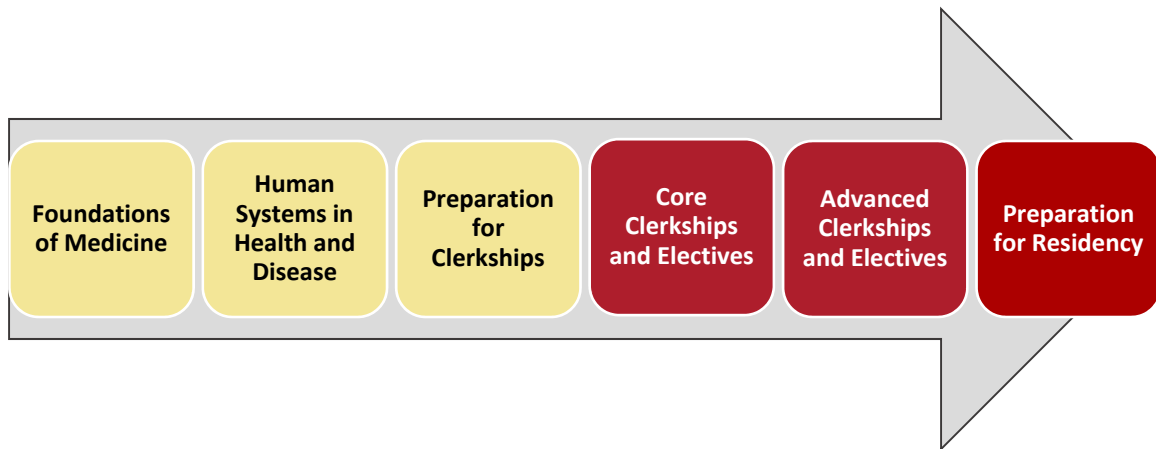 Foundations
of Medicine
Human
Systems in
Health and
Disease
Preparation
for
Clerkships
Core
Clerkships
and Electives
Advanced
Clerkships
and Electives
Preparation
for Residency